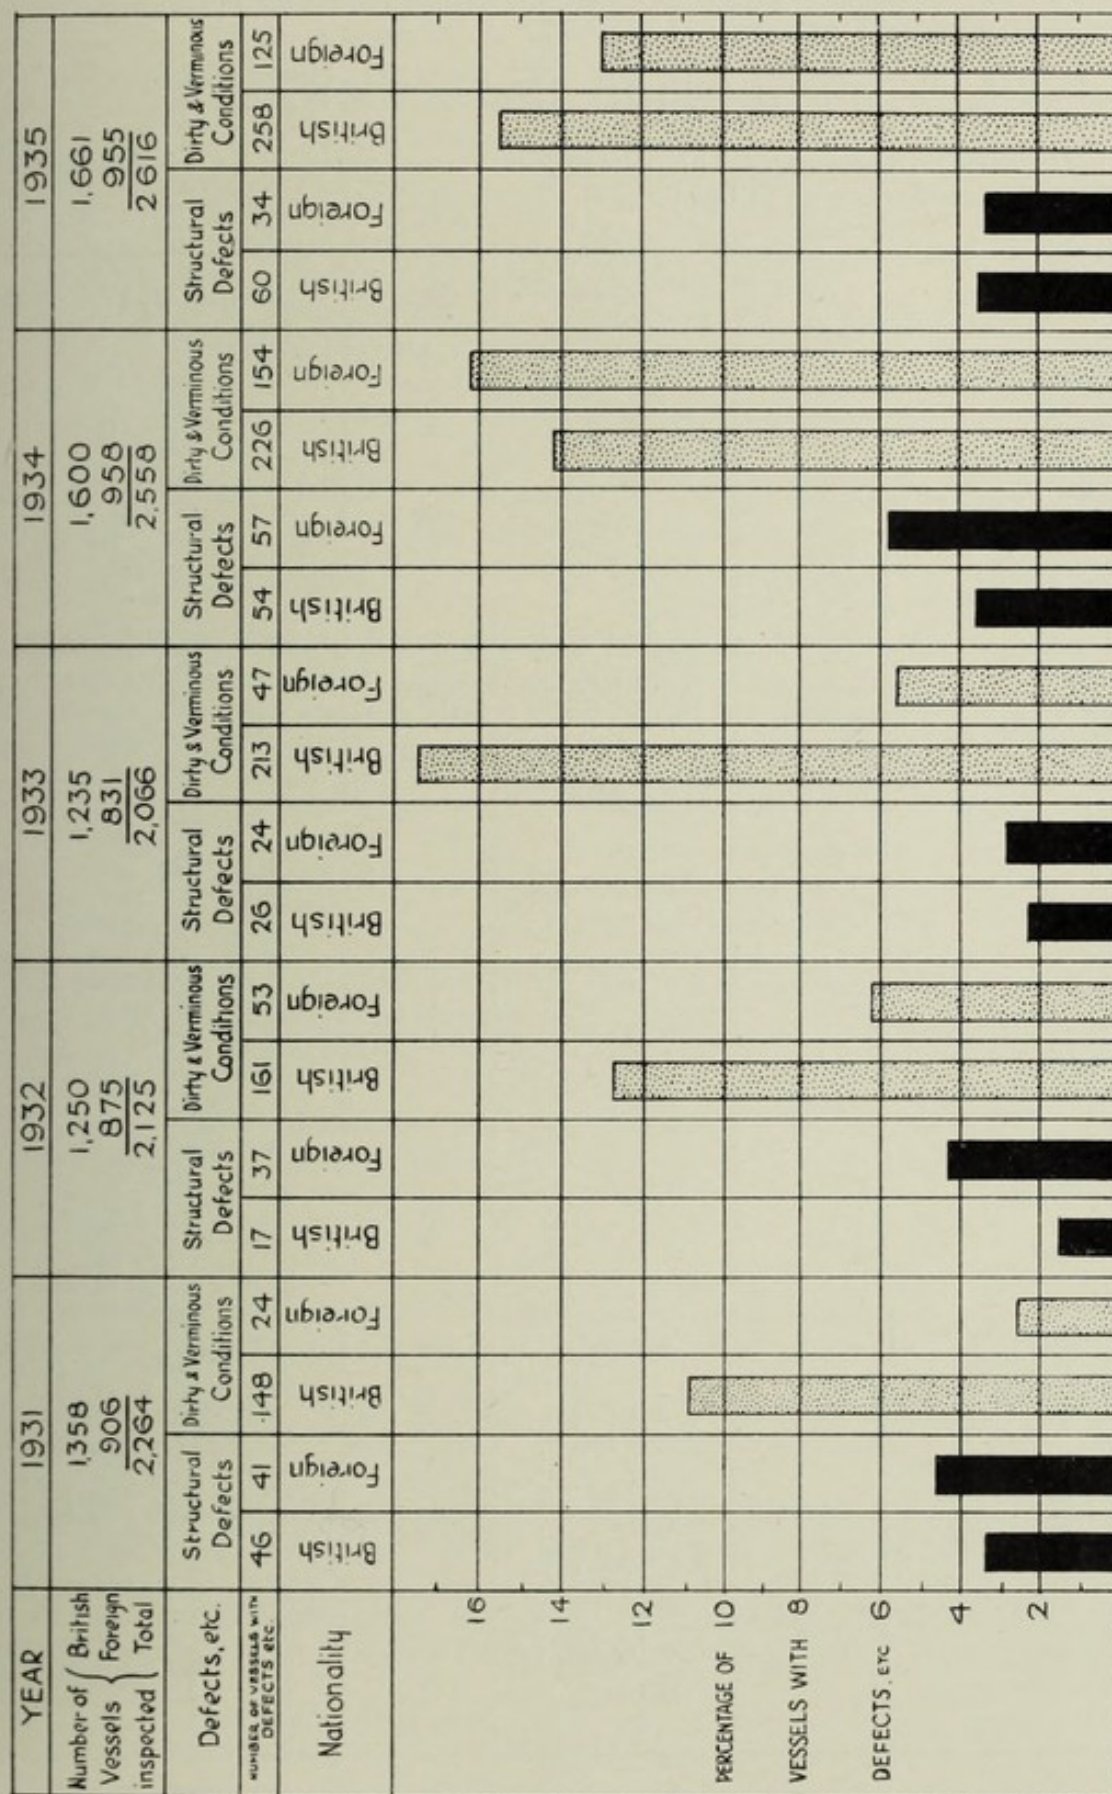 YEAR 1931 1932 1933 1934 1935
Number of British 1,358 1,250 1,235 1,600 1,661
Vessels Foreign 906 875 831 958 955
inspected Total 2,264 2,125 2,066 2,558 2616
Defects, etc. Structural Dirty & Verminous Structural Dirty & Verminous Structural Dirty & Verminous Structural Dirty & Verminous Structural Dirty & Verminous
Defects Conditions Defects Conditions Defects Conditions Defects Conditions Defects Conditions
NUMBER OF VESSELS WITH
DEFECTS etc. 46 41 148 24 17 37 161 53 26 24 213 47 54 57 226 154 60 34 258 125
Nationality British Foreign British Foreign British Foreign British Foreign British Foreign British Foreign British Foreign British Foreign British Foreign British Foreign
16
14
12
PERCENTAGE OF 10
VESSELS WITH 8
DEFECTS. ETC 6
4
2